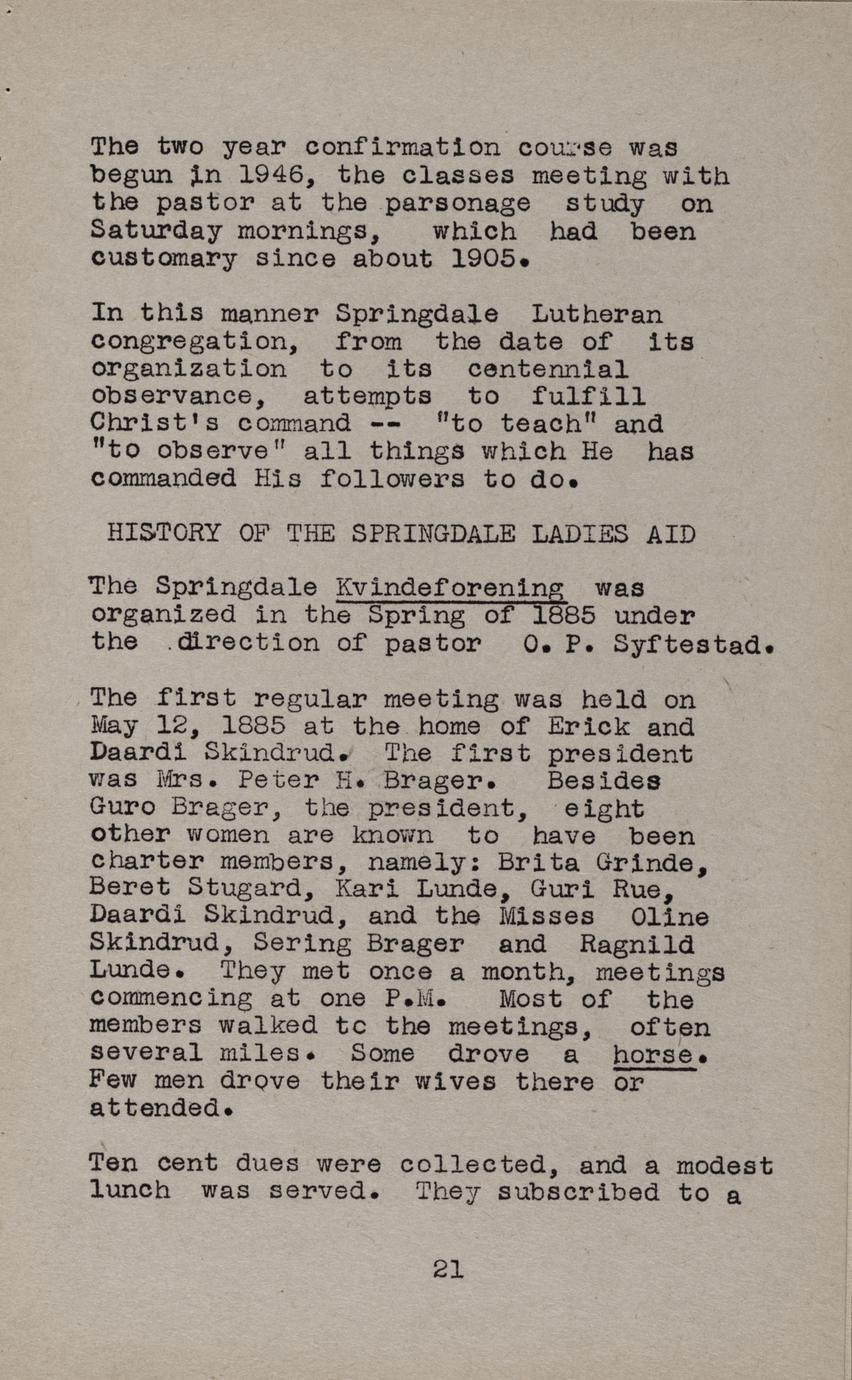 The two year confirmation course was
begun in 1946, the classes meeting with
the pastor at the parsonage study on
Saturday mornings, which had been
customary since about 1905.

In this manner Springdale Lutheran
congregation, from the date of its
organization to its centennial
observance, attempts to fulfill
Christ's command -- "to teach" and
"to observe" all things which He has
commanded His followers to do.

HISTORY OF THE SPRINGDALE LADIES AID

The Springdale Kvindeforening was
organized in the Spring of 1885 under
the direction of pastor O. P. Syftestad.

The first regular meeting was held on
May 12, 1885 at the home of Erick and
Daardi Skindrud. The first president
was Mrs. Peter H. Brager. Besides
Guro Brager, the president, eight
other women are known to have been
charter members, namely: Brita Grinde,
Beret Stugard, Kari Lunde, Guri Rue,
Daardi Skindrud, and the Misses Oline
Skindrud, Sering Brager and Ragnild
Lunde. They met once a month, meetings
commencing at one P.M. Most of the
members walked tc the meetings, often
several miles. Some drove a horse.
Few men drove their wives there or
attended.

Ten cent dues were collected, and a modest
lunch was served. They subscribed to a

21